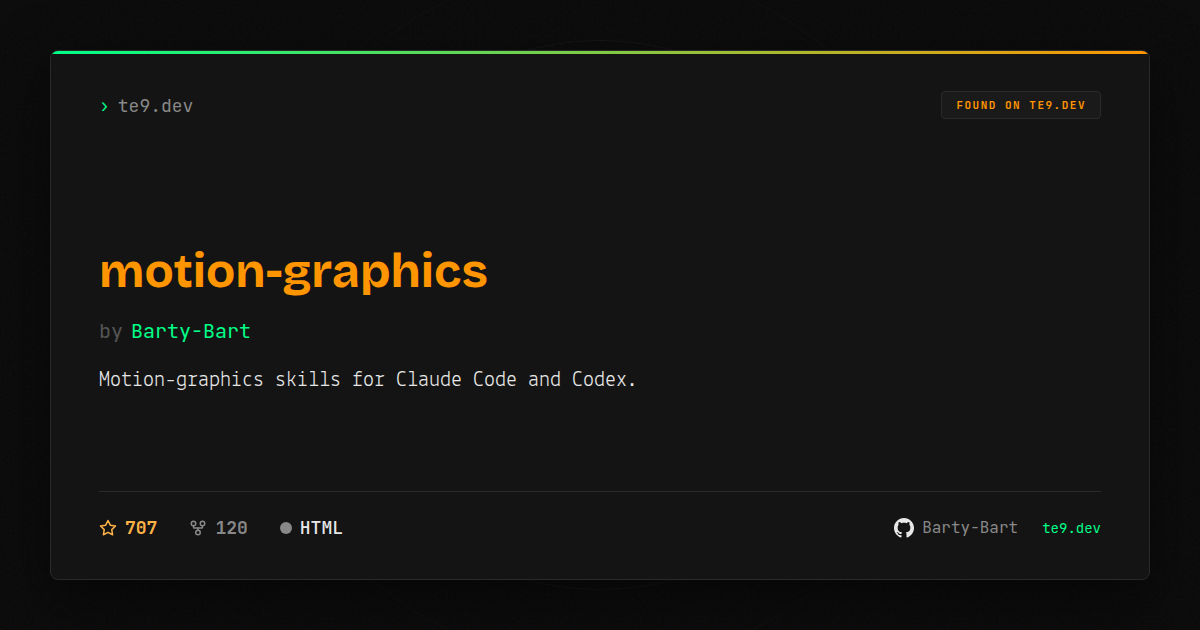 › te9.dev
FOUND ON TE9.DEV
motion-graphics
by Barty-Bart
Motion-graphics skills for Claude Code and Codex.
707 120 HTML
Barty-Bart te9.dev